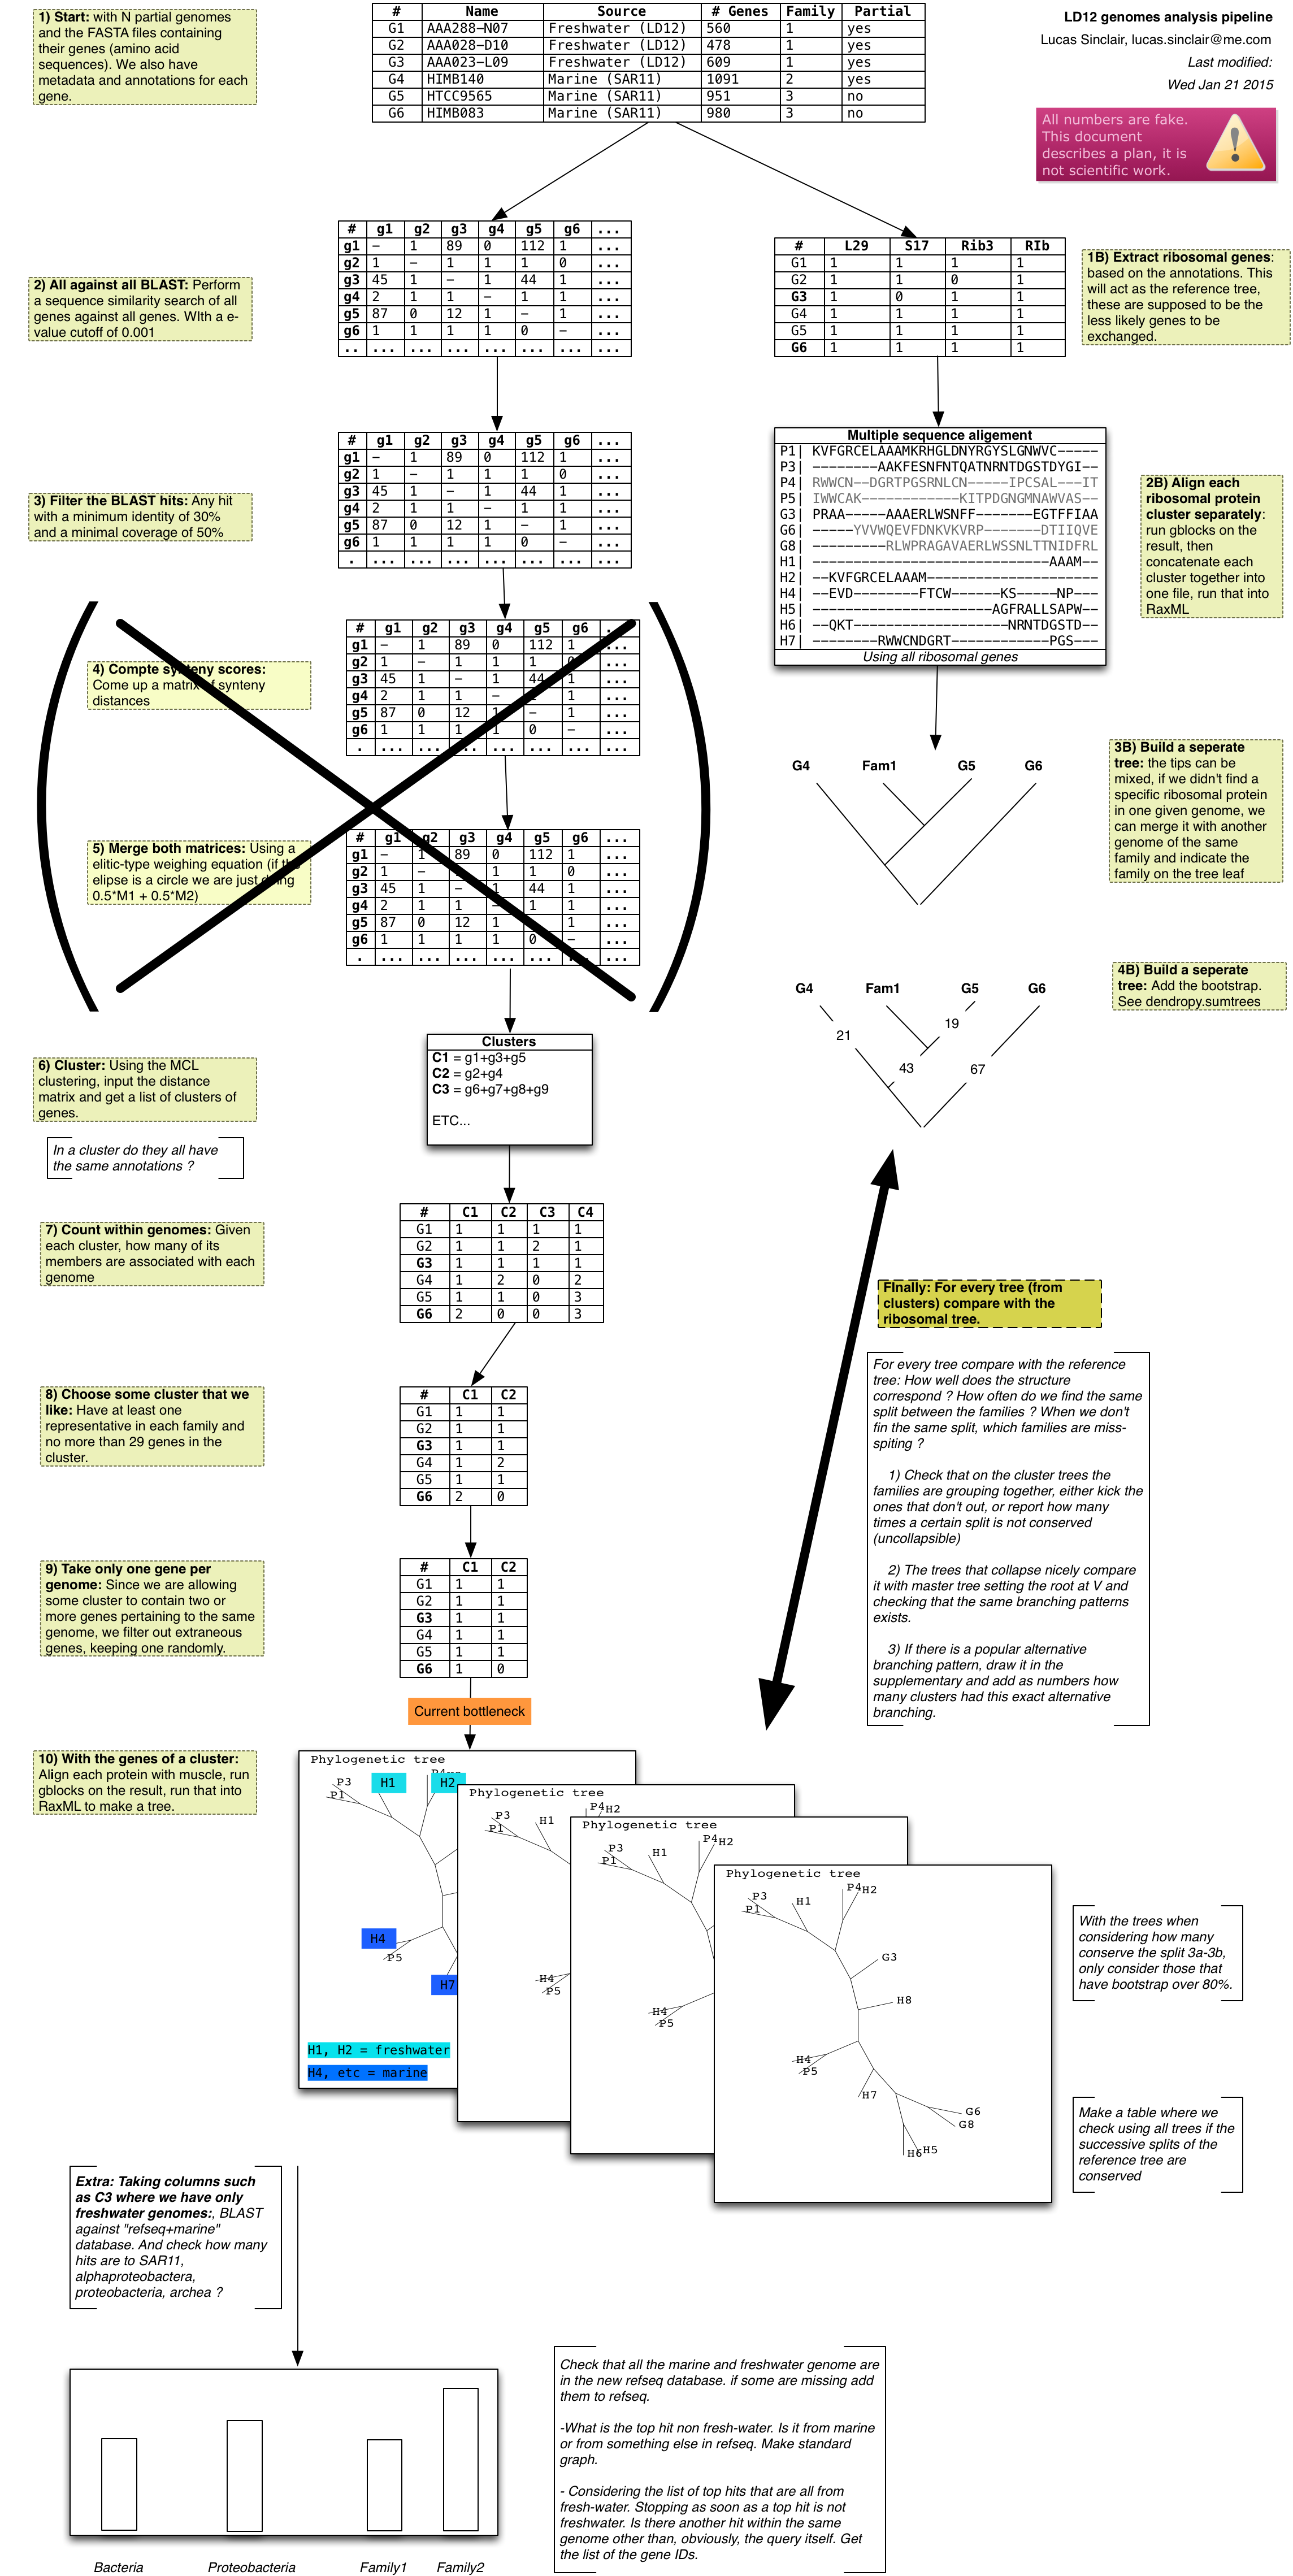 1) Start: with N partial genomes
and the FASTA files containing
their genes (amino acid
sequences). We also have
metadata and annotations for each
gene.
# Name Source # Genes Family Partial
G1 AAA288-N07 Freshwater (LD12) 560 1 yes
G2 AAA028-D10 Freshwater (LD12) 478 1 yes
G3 AAA023-L09 Freshwater (LD12) 609 1 yes
G4 HIMB140 Marine (SAR11) 1091 2 yes
G5 HTCC9565 Marine (SAR11) 951 3 no
G6 HIMB083 Marine (SAR11) 980 3 no
LD12 genomes analysis pipeline
Lucas Sinclair, lucas.sinclair@me.com
Last modified:
Wed Jan 21 2015
All numbers are fake.
This document
describes a plan, it is
not scientific work.
2) All against all BLAST: Perform
a sequence similarity search of all
genes against all genes. WIth a e-
value cutoff of 0.001
# g1 g2 g3 g4 g5 g6 ...
g1 – 1 89 0 112 1 ...
g2 1 – 1 1 1 0 ...
g3 45 1 – 1 44 1 ...
g4 2 1 1 – 1 1 ...
g5 87 0 12 1 – 1 ...
g6 1 1 1 1 0 – ...
.. ... ... ... ... ... ... ...
# L29 S17 Rib3 RIb
G1 1 1 1 1
G2 1 1 0 1
G3 1 0 1 1
G4 1 1 1 1
G5 1 1 1 1
G6 1 1 1 1
1B) Extract ribosomal genes:
based on the annotations. This
will act as the reference tree,
these are supposed to be the
less likely genes to be
exchanged.
3) Filter the BLAST hits: Any hit
with a minimum identity of 30%
and a minimal coverage of 50%
# g1 g2 g3 g4 g5 g6 ...
g1 – 1 89 0 112 1 ...
g2 1 – 1 1 1 0 ...
g3 45 1 – 1 44 1 ...
g4 2 1 1 – 1 1 ...
g5 87 0 12 1 – 1 ...
g6 1 1 1 1 0 – ...
. ... ... ... ... ... ... ...
Multiple sequence aligement
P1| KVFGRCELAAAMKRHGLDNYRGYSLGNWVC-----
P3| --------AAKFESNFNTQATNRNTDGSTDYGI--
P4| RWWCN--DGRTPGSRNLCN-----IPCSAL---IT
P5| IWWCAK------------KITPDGNGMNAWVAS--
G3| PRAA-----AAAERLWSNFF-------EGTFFIAA
G6| -----YVVWQEVFDNKVKVRP-------DTIIQVE
G8| ---------RLWPRAGAVAERLWSSNLTTNIDFRL
H1| -----------------------------AAAM--
H2| --KVFGRCELAAAM---------------------
H4| --EVD--------FTCW------KS-----NP---
H5| ----------------------AGFRALLSAPW--
H6| --QKT-------------------NRNTDGSTD--
H7| --------RWWCNDGRT------------PGS---
Using all ribosomal genes
2B) Align each
ribosomal protein
cluster separately:
run gblocks on the
result, then
concatenate each
cluster together into
one file, run that into
RaxML
4) Compte synteny scores:
Come up a matrix of synteny
distances
# g1 g2 g3 g4 g5 g6 ...
g1 – 1 89 0 112 1 ...
g2 1 – 1 1 1 0 ...
g3 45 1 – 1 44 1 ...
g4 2 1 1 – 1 1 ...
g5 87 0 12 1 – 1 ...
g6 1 1 1 1 0 – ...
. ... ... ... ... ... ... ...
5) Merge both matrices: Using a
elitic-type weighing equation (if the
elipse is a circle we are just doing
0.5*M1 + 0.5*M2)
# g1 g2 g3 g4 g5 g6 ...
g1 – 1 89 0 112 1 ...
g2 1 – 1 1 1 0 ...
g3 45 1 – 1 44 1 ...
g4 2 1 1 – 1 1 ...
g5 87 0 12 1 – 1 ...
g6 1 1 1 1 0 – ...
. ... ... ... ... ... ... ...
G4 Fam1 G5 G6
3B) Build a seperate
tree: the tips can be
mixed, if we didn't find a
specific ribosomal protein
in one given genome, we
can merge it with another
genome of the same
family and indicate the
family on the tree leaf
G4 Fam1 G5 G6
21 19
43 67
4B) Build a seperate
tree: Add the bootstrap.
See dendropy.sumtrees
6) Cluster: Using the MCL
clustering, input the distance
matrix and get a list of clusters of
genes.
In a cluster do they all have
the same annotations ?
Clusters
C1 = g1+g3+g5
C2 = g2+g4
C3 = g6+g7+g8+g9
ETC...
7) Count within genomes: Given
each cluster, how many of its
members are associated with each
genome
# C1 C2 C3 C4
G1 1 1 1 1
G2 1 1 2 1
G3 1 1 1 1
G4 1 2 0 2
G5 1 1 0 3
G6 2 0 0 3
FInally: For every tree (from
clusters) compare with the
ribosomal tree.
For every tree compare with the reference
tree: How well does the structure
correspond ? How often do we find the same
split between the families ? When we don't
fin the same split, which families are miss-
spiting ?
1) Check that on the cluster trees the
families are grouping together, either kick the
ones that don't out, or report how many
times a certain split is not conserved
(uncollapsible)
2) The trees that collapse nicely compare
it with master tree setting the root at V and
checking that the same branching patterns
exists.
3) If there is a popular alternative
branching pattern, draw it in the
supplementary and add as numbers how
many clusters had this exact alternative
branching.
8) Choose some cluster that we
like: Have at least one
representative in each family and
no more than 29 genes in the
cluster.
# C1 C2
G1 1 1
G2 1 1
G3 1 1
G4 1 2
G5 1 1
G6 2 0
9) Take only one gene per
genome: Since we are allowing
some cluster to contain two or
more genes pertaining to the same
genome, we filter out extraneous
genes, keeping one randomly.
# C1 C2
G1 1 1
G2 1 1
G3 1 1
G4 1 1
G5 1 1
G6 1 0
Current bottleneck
10) With the genes of a cluster:
Align each protein with muscle, run
gblocks on the result, run that into
RaxML to make a tree.
Phylogenetic tree
P3 H1 H2
P1
H4
P5
H7
H1, H2 = freshwater
H4, etc = marine
Phylogenetic tree
P3 H1 P4 H2
P1
H4
P5
Phylogenetic tree
P3 H1 P4 H2
P1
H4
P5
Phylogenetic tree
P3 H1 P4 H2
P1
G3
H8
H4
P5
H7
G6
G8
H6 H5
With the trees when
considering how many
conserve the split 3a-3b,
only consider those that
have bootstrap over 80%.
Make a table where we
check using all trees if the
successive splits of the
reference tree are
conserved
Extra: Taking columns such
as C3 where we have only
freshwater genomes:, BLAST
against "refseq+marine"
database. And check how many
hits are to SAR11,
alphaproteobactera,
proteobacteria, archea ?
Bacteria Proteobacteria Family1 Family2
Check that all the marine and freshwater genome are
in the new refseq database. if some are missing add
them to refseq.
-What is the top hit non fresh-water. Is it from marine
or from something else in refseq. Make standard
graph.
- Considering the list of top hits that are all from
fresh-water. Stopping as soon as a top hit is not
freshwater. Is there another hit within the same
genome other than, obviously, the query itself. Get
the list of the gene IDs.